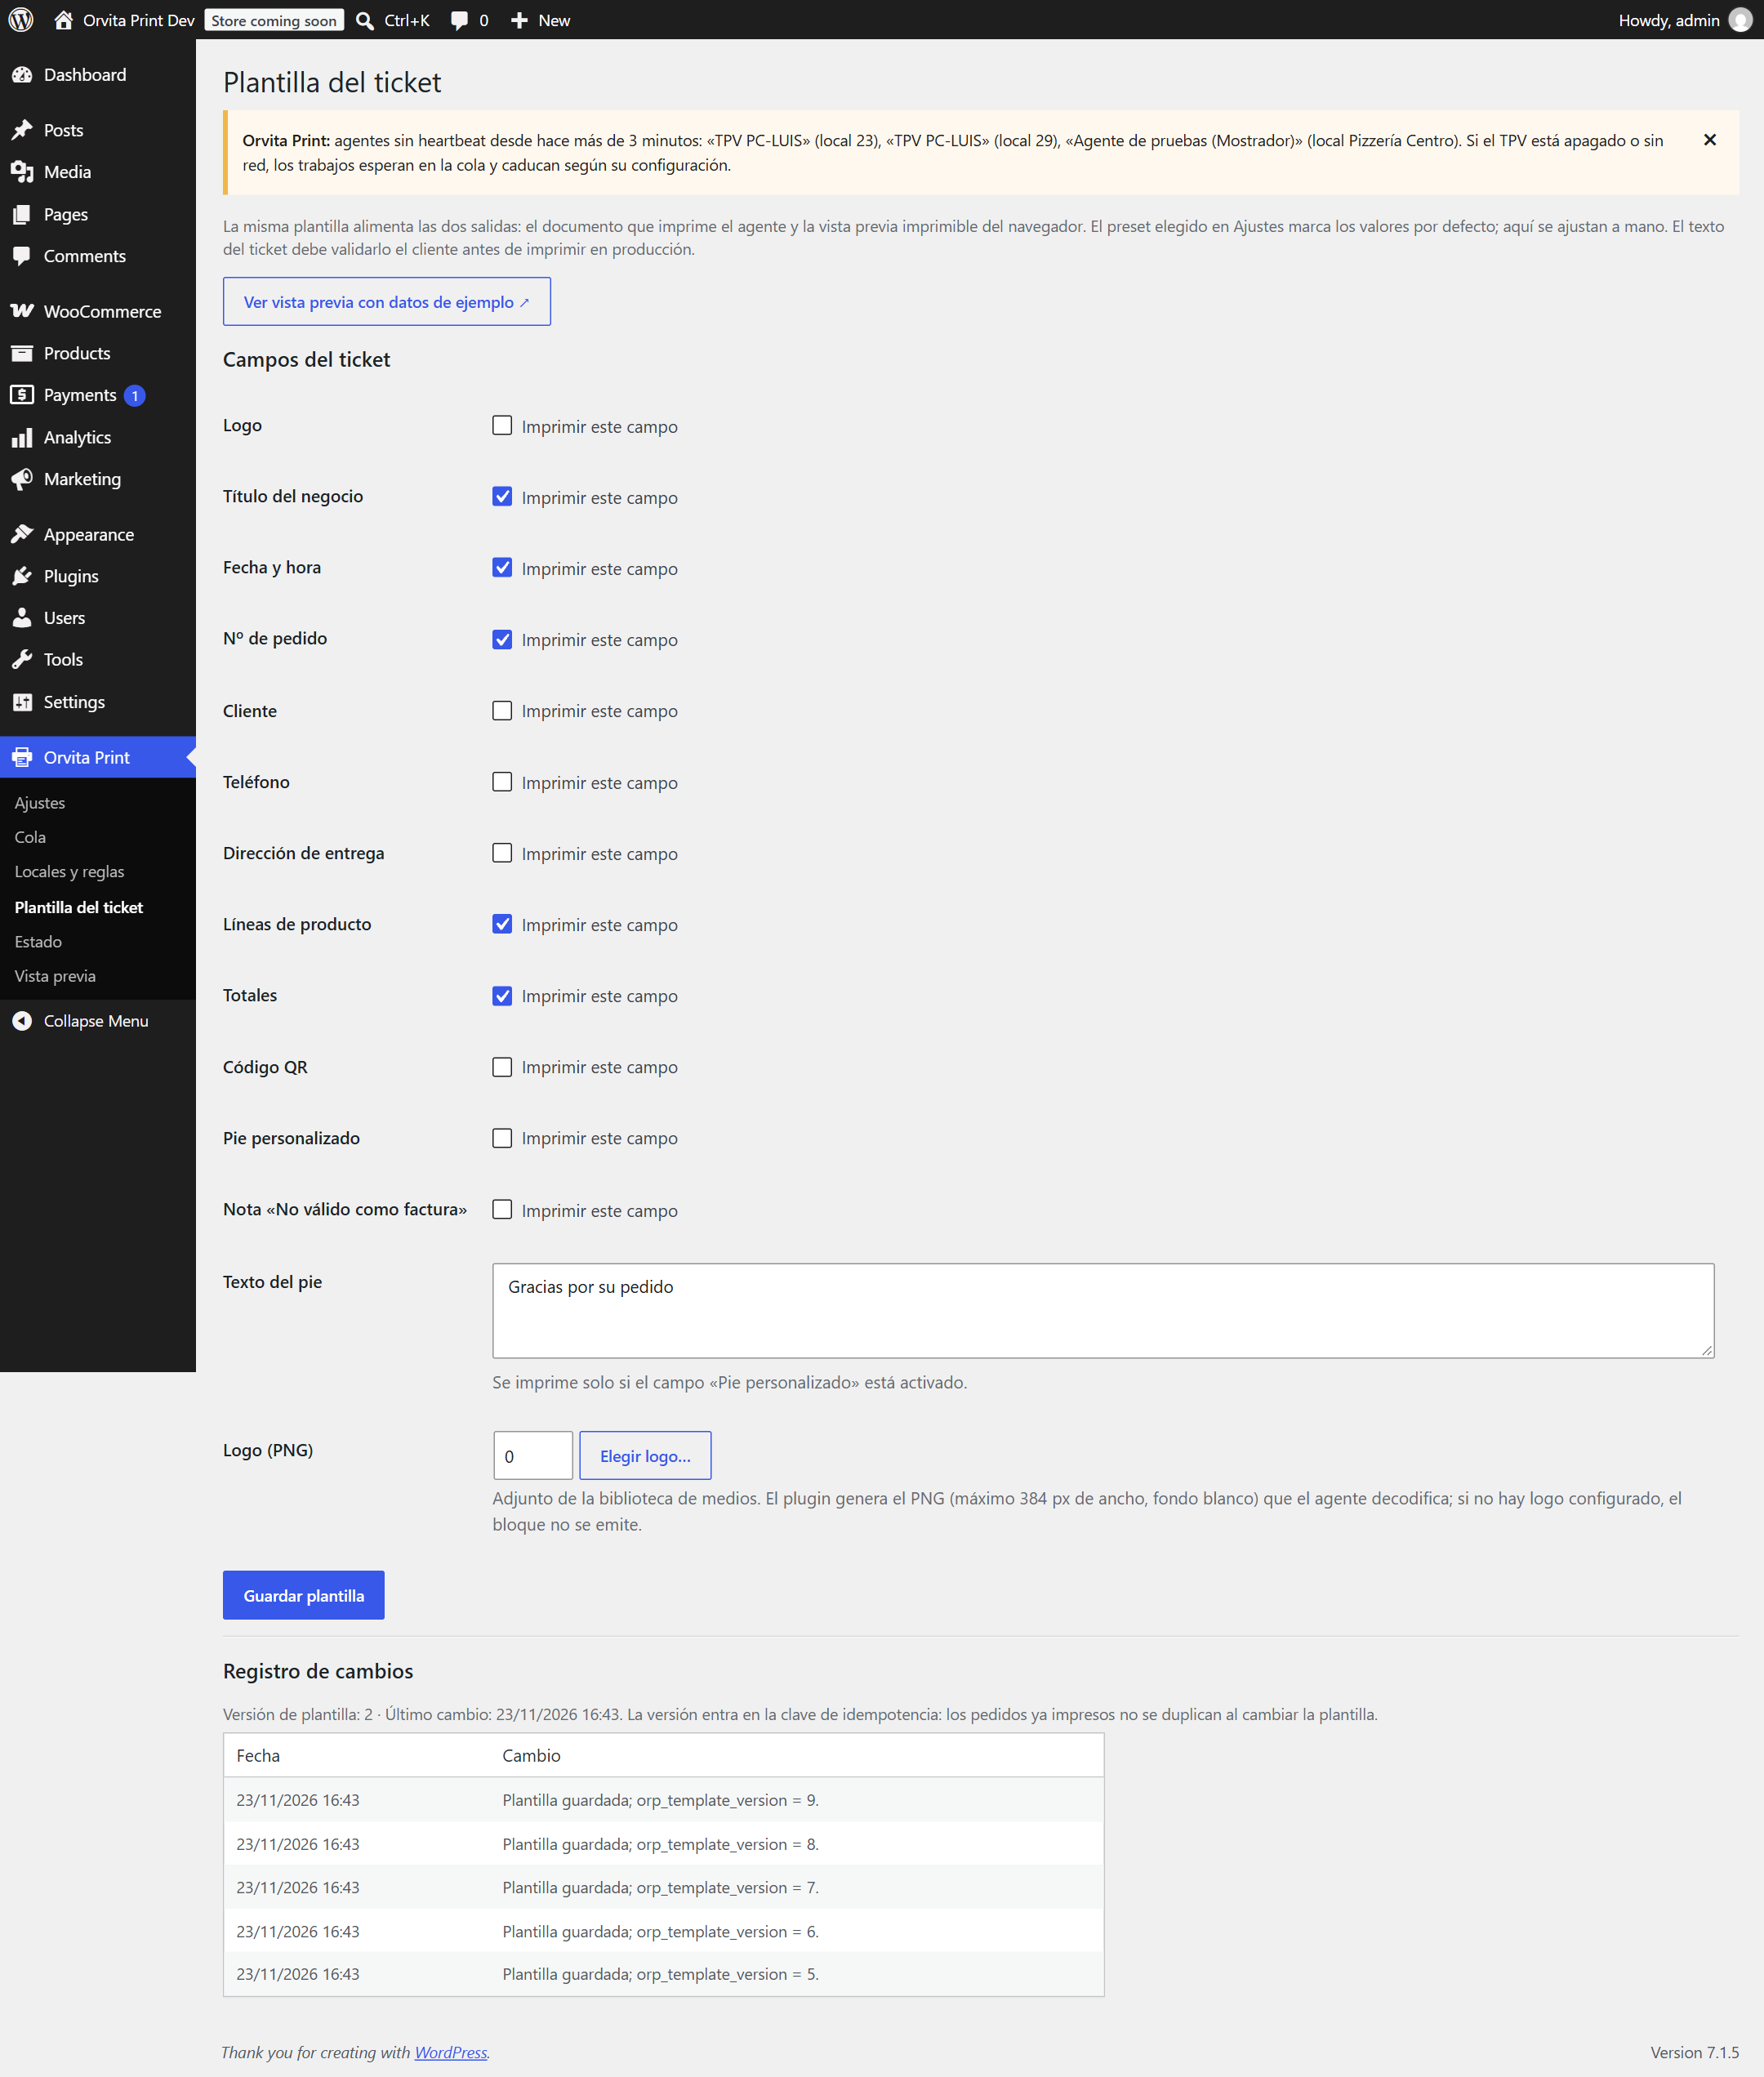 Orvita Print Dev Store coming soon Ctrl+K 0 New Howdy, admin
Dashboard
Posts
Media
Pages
Comments
WooCommerce
Products
Payments 1
Analytics
Marketing
Appearance
Plugins
Users
Tools
Settings
Orvita Print
Ajustes
Cola
Locales y reglas
Plantilla del ticket
Estado
Vista previa
Collapse Menu
Plantilla del ticket
Orvita Print: agentes sin heartbeat desde hace más de 3 minutos: «TPV PC-LUIS» (local 23), «TPV PC-LUIS» (local 29), «Agente de pruebas (Mostrador)» (local Pizzería Centro). Si el TPV está apagado o sin
red, los trabajos esperan en la cola y caducan según su configuración.
La misma plantilla alimenta las dos salidas: el documento que imprime el agente y la vista previa imprimible del navegador. El preset elegido en Ajustes marca los valores por defecto; aquí se ajustan a mano. El texto
del ticket debe validarlo el cliente antes de imprimir en producción.
Ver vista previa con datos de ejemplo ↗
Campos del ticket
Logo Imprimir este campo
Título del negocio Imprimir este campo
Fecha y hora Imprimir este campo
Nº de pedido Imprimir este campo
Cliente Imprimir este campo
Teléfono Imprimir este campo
Dirección de entrega Imprimir este campo
Líneas de producto Imprimir este campo
Totales Imprimir este campo
Código QR Imprimir este campo
Pie personalizado Imprimir este campo
Nota «No válido como factura» Imprimir este campo
Texto del pie Gracias por su pedido
Se imprime solo si el campo «Pie personalizado» está activado.
Logo (PNG) 0 Elegir logo...
Adjunto de la biblioteca de medios. El plugin genera el PNG (máximo 384 px de ancho, fondo blanco) que el agente decodifica; si no hay logo configurado, el
bloque no se emite.
Guardar plantilla
Registro de cambios
Versión de plantilla: 2 · Último cambio: 23/11/2026 16:43. La versión entra en la clave de idempotencia: los pedidos ya impresos no se duplican al cambiar la plantilla.
Fecha Cambio
23/11/2026 16:43 Plantilla guardada; orp_template_version = 9.
23/11/2026 16:43 Plantilla guardada; orp_template_version = 8.
23/11/2026 16:43 Plantilla guardada; orp_template_version = 7.
23/11/2026 16:43 Plantilla guardada; orp_template_version = 6.
23/11/2026 16:43 Plantilla guardada; orp_template_version = 5.
Thank you for creating with WordPress. Version 7.1.5